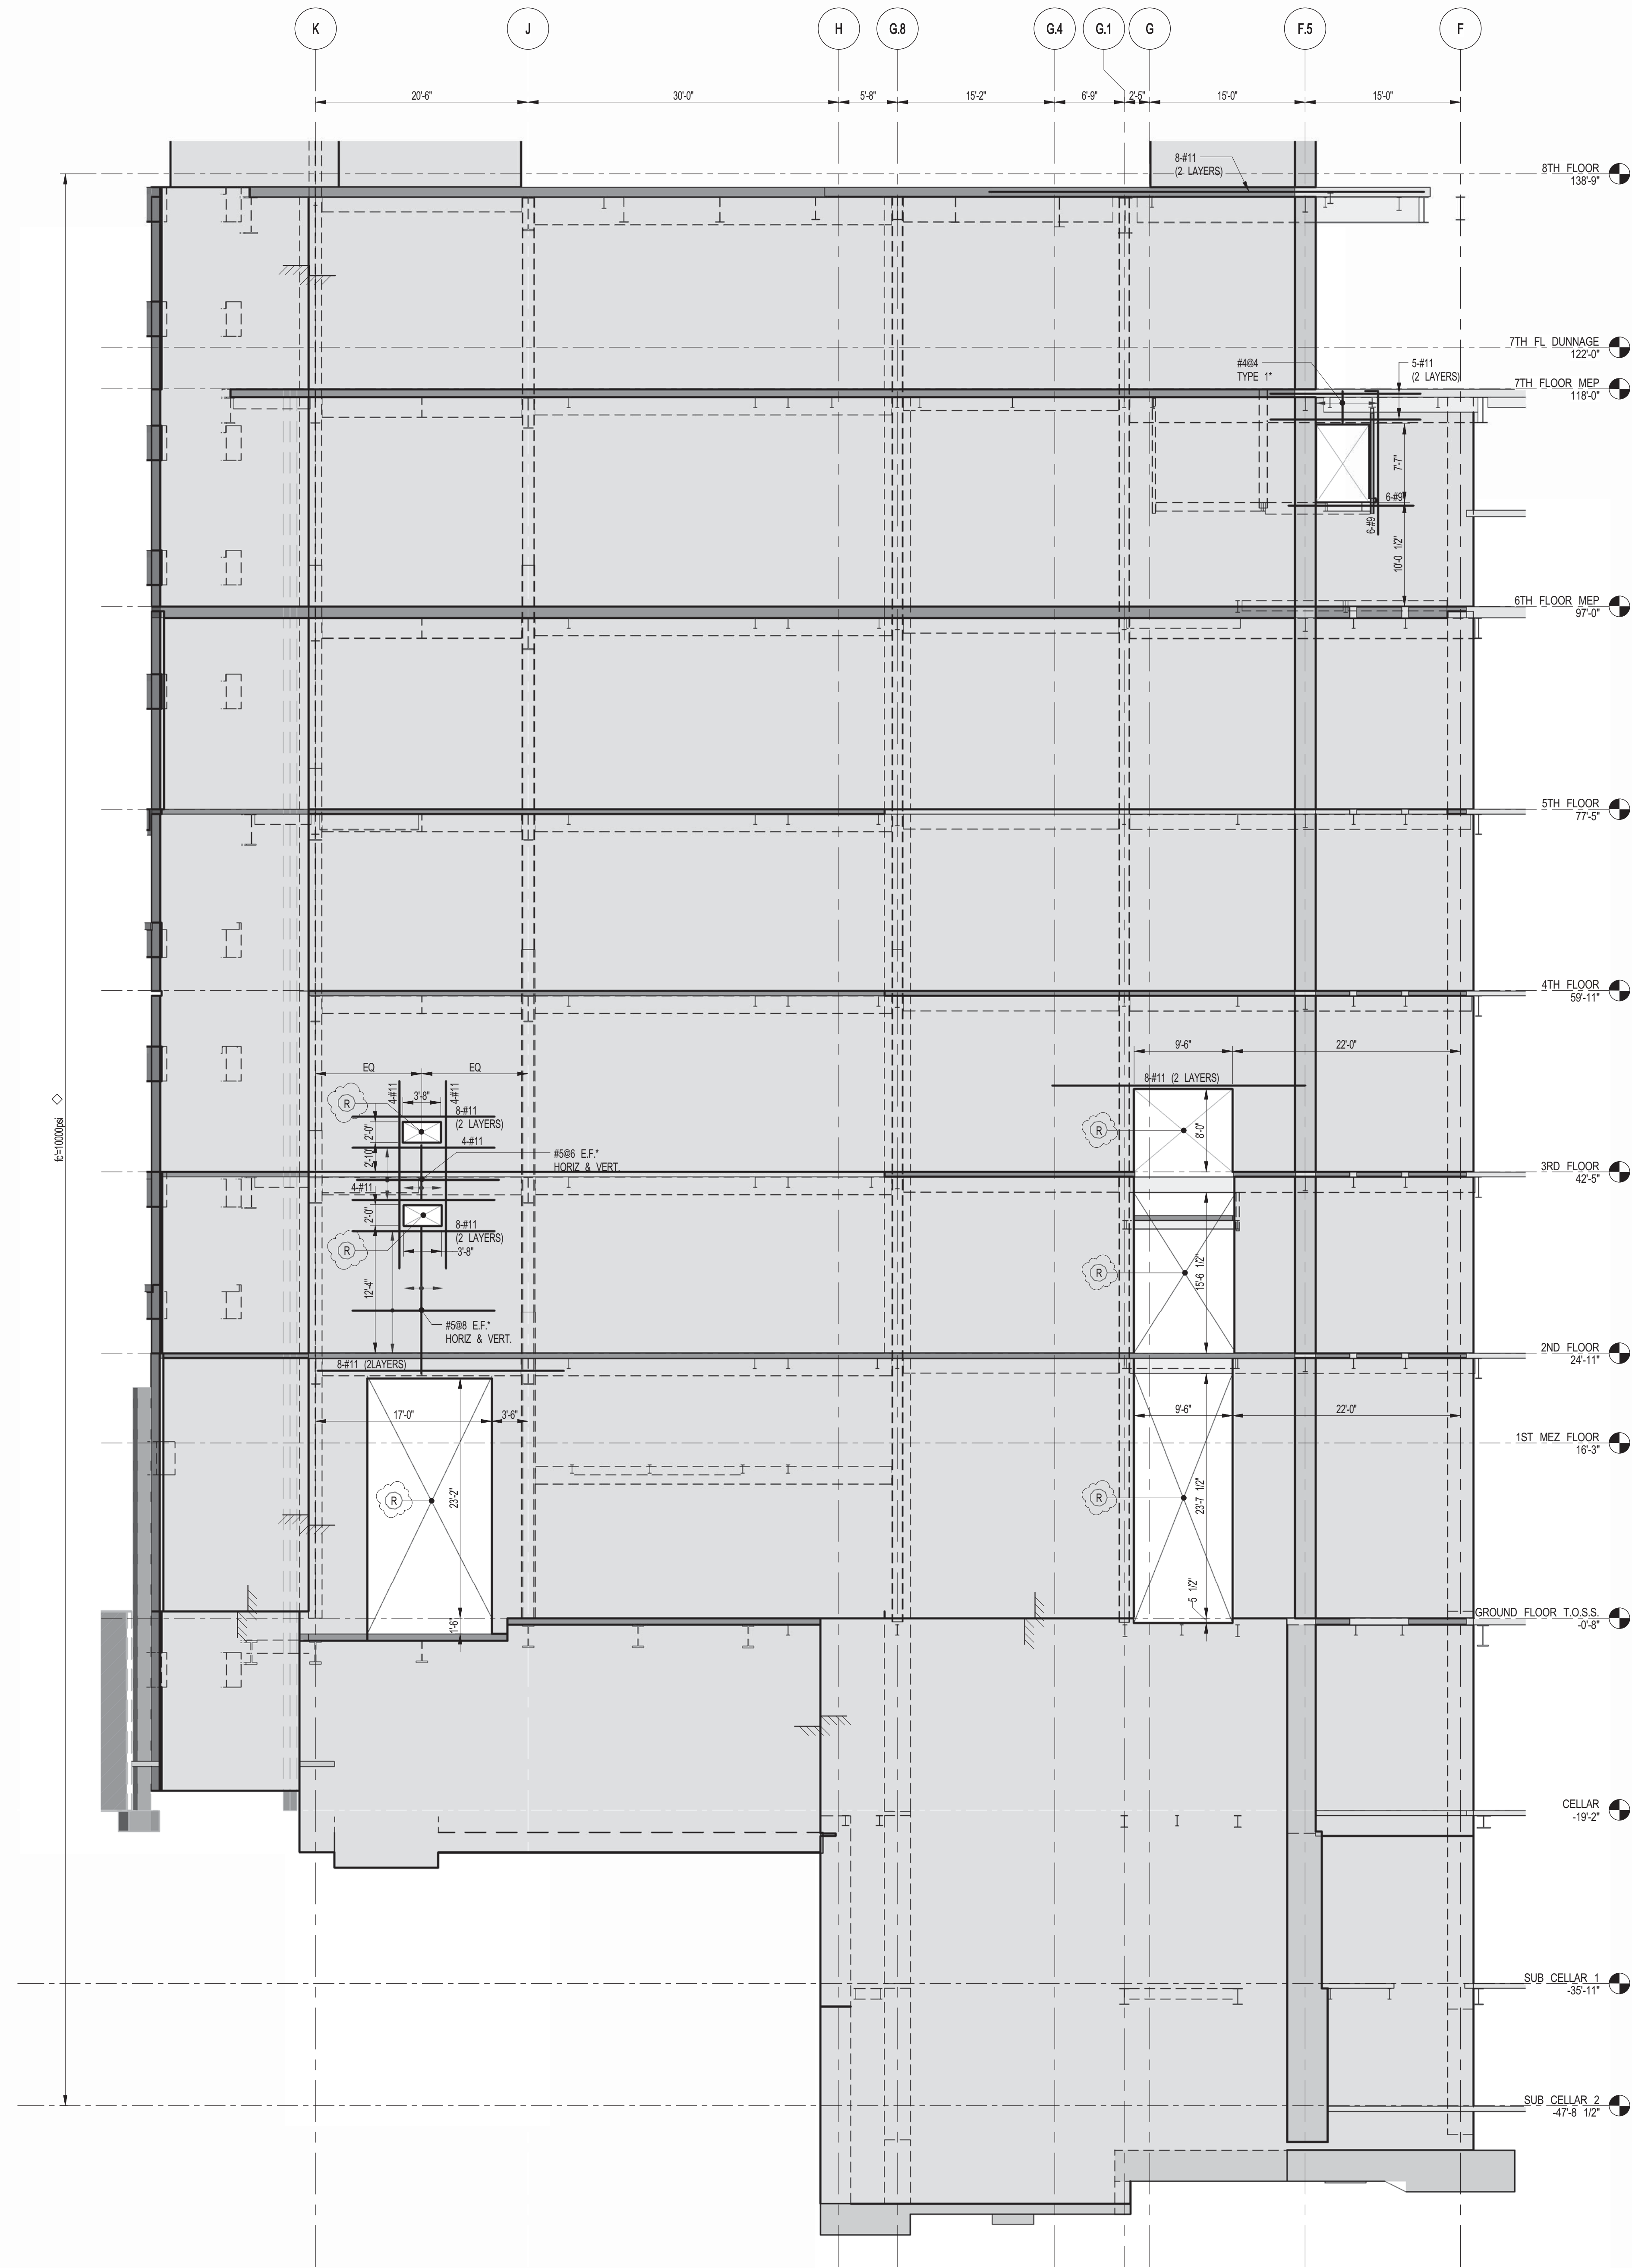 K
J
H
G.8
G.4
G.1
G
F.5
F
20'-6"
30'-0"
5'-8"
15'-2"
6'-9"
2'-5"
15'-0"
15'-0"
8-#11
(2 LAYERS)
8TH FLOOR
138'-9"
7TH FL DUNNAGE
122'-0"
#4@4
TYPE 1*
5-#11
(2 LAYERS)
7TH FLOOR MEP
118'-0"
7'-7"
6-#9
6-#9
10'-0 1/2"
6TH FLOOR MEP
97'-0"
5TH FLOOR
77'-5"
4TH FLOOR
59'-11"
EQ
EQ
9'-6"
22'-0"
4-#11
3'-8"
4-#11
8-#11 (2 LAYERS)
R
8-#11
(2 LAYERS)
2'-0"
4-#11
R
8'-0"
fc'=10000psi
2'-10"
#5@6 E.F.*
HORIZ & VERT.
3RD FLOOR
42'-5"
4-#11
2'-0"
8-#11
(2 LAYERS)
R
3'-8"
R
15'-6 1/2"
12'-4"
#5@8 E.F.*
HORIZ & VERT.
2ND FLOOR
24'-11"
8-#11 (2LAYERS)
17'-0"
3'-6"
9'-6"
22'-0"
1ST MEZ FLOOR
16'-3"
R
23'-2"
R
23'-7 1/2"
5 1/2"
1'-6"
GROUND FLOOR T.O.S.S.
-0'-8"
CELLAR
-19'-2"
SUB CELLAR 1
-35'-11"
SUB CELLAR 2
-47'-8 1/2"